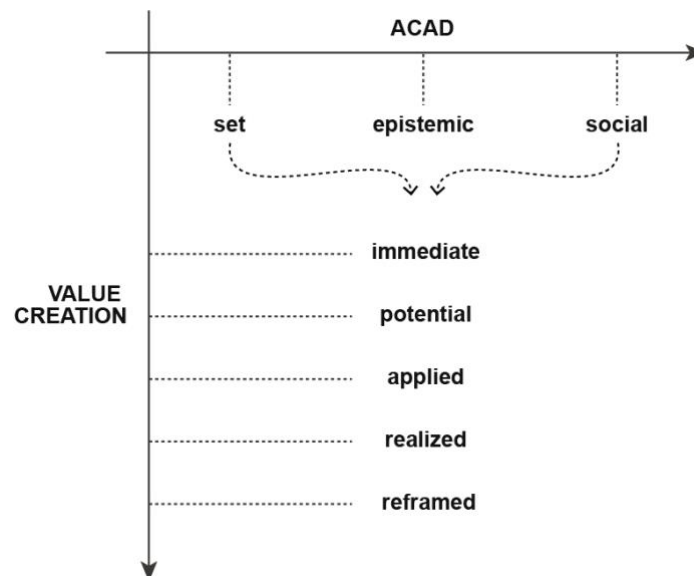 ACAD
set
epistemic
social
immediate
VALUE
CREATION
potential
applied
realized
reframed